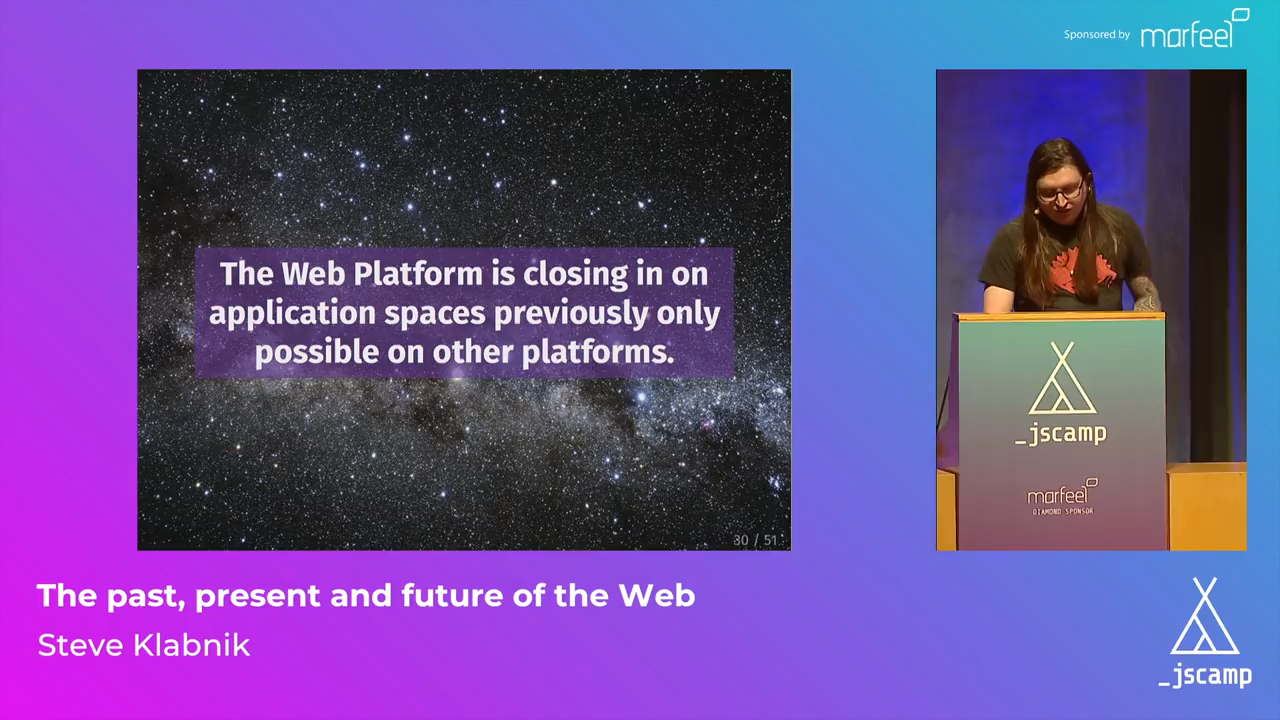 Sponsored by marfeel
The Web Platform is closing in on
application spaces previously only
possible on other platforms.
30 / 51
_jscamp
marfeel
DIAMOND SPONSOR
The past, present and future of the Web
Steve Klabnik
_jscamp